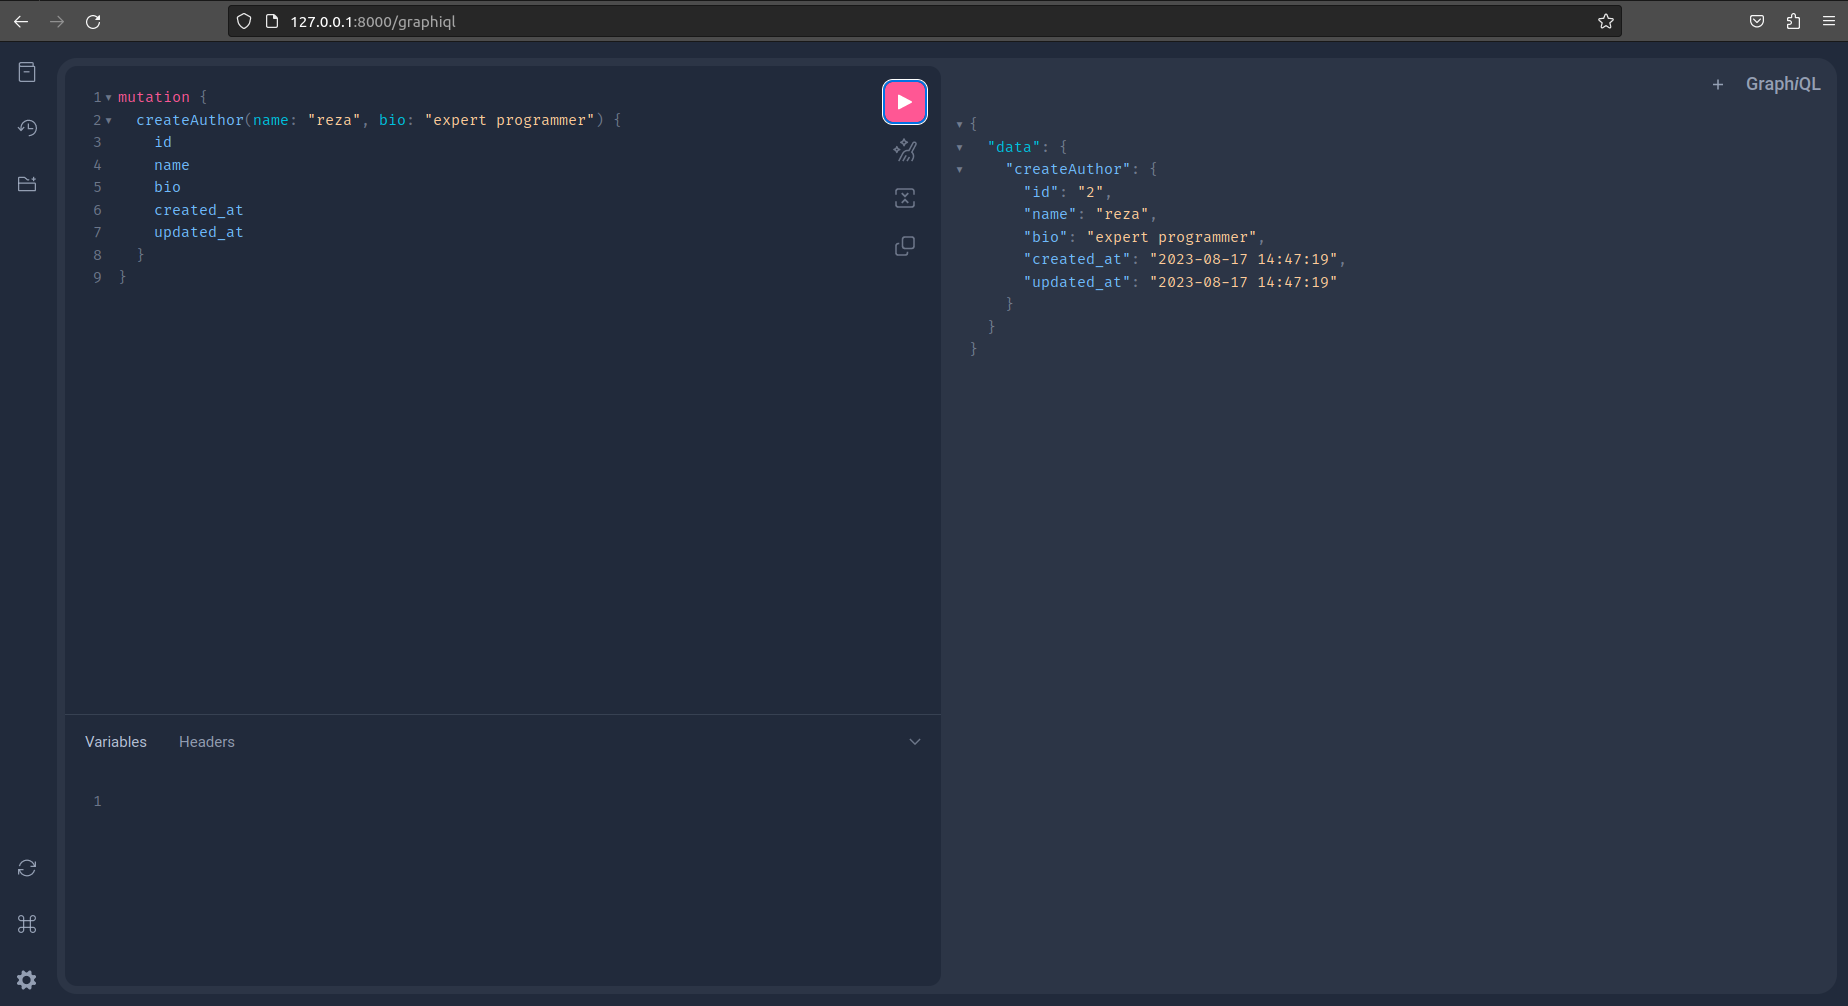 127.0.0.1:8000/graphiql
1 mutation {
2 createAuthor(name: "reza", bio: "expert programmer") {
3 id
4 name
5 bio
6 created_at
7 updated_at
8 }
9 }
Variables Headers
1
+ GraphiQL
{
"data": {
"createAuthor": {
"id": "2",
"name": "reza",
"bio": "expert programmer",
"created_at": "2023-08-17 14:47:19",
"updated_at": "2023-08-17 14:47:19"
}
}
}